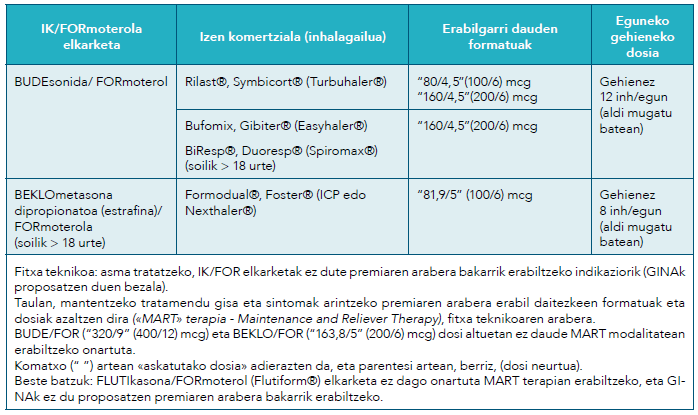 IK/FORmoterola
elkarketa
Izen komertziala (inhalagailua)
Erabilgarri dauden
formatuak
Eguneko
gehieneko
dosia
BUDEsonida/ FORmoterol
Rilast®, Symbicort® (Turbuhaler®)
“80/4,5”(100/6) mcg
“160/4,5”(200/6) mcg
Gehienez
12 inh/egun
(aldi mugatu
batean)
Bufomix, Gibiter® (Easyhaler®)
“160/4,5”(200/6) mcg
BiResp®, Duoresp® (Spiromax®)
(soilik > 18 urte)
BEKLOmetasona
dipropionatoa (estrafina)/
FORmoterola
(soilik > 18 urte)
Formodual®, Foster® (ICP edo
Nexthaler®)
“81,9/5” (100/6) mcg
Gehienez
8 inh/egun
(aldi mugatu
batean)
Fitxa teknikoa: asma tratatzeko, IK/FOR elkarketak ez dute premiaren arabera bakarrik erabiltzeko indikaziorik (GINAk
proposatzen duen bezala).
Taulan, mantentzeko tratamendu gisa eta sintomak arintzeko premiaren arabera erabil daitezkeen formatuak eta
dosiak azaltzen dira («MART» terapia - Maintenance and Reliever Therapy), fitxa teknikoaren arabera.
BUDE/FOR (“320/9” (400/12) mcg) eta BEKLO/FOR (“163,8/5” (200/6) mcg) dosi altuetan ez daude MART modalitatean
erabiltzeko onartuta.
Komatxo (“ ”) artean «askatutako dosia» adierazten da, eta parentesi artean, berriz, (dosi neurtua).
Beste batzuk: FLUTIkasona/FORmoterol (Flutiform®) elkarketa ez dago onartuta MART terapian erabiltzeko, eta GI-
NAk ez du proposatzen premiaren arabera bakarrik erabiltzeko.